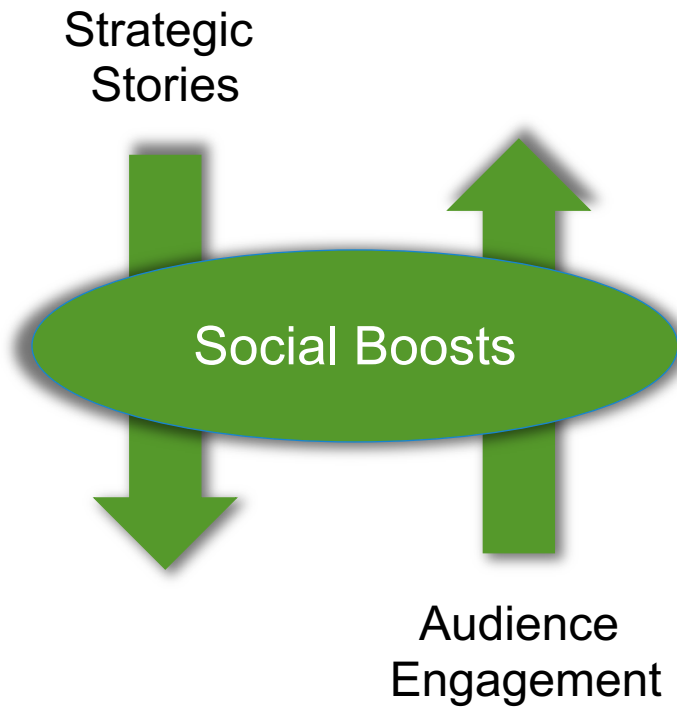 Strategic
Stories
Social Boosts
Audience
Engagement